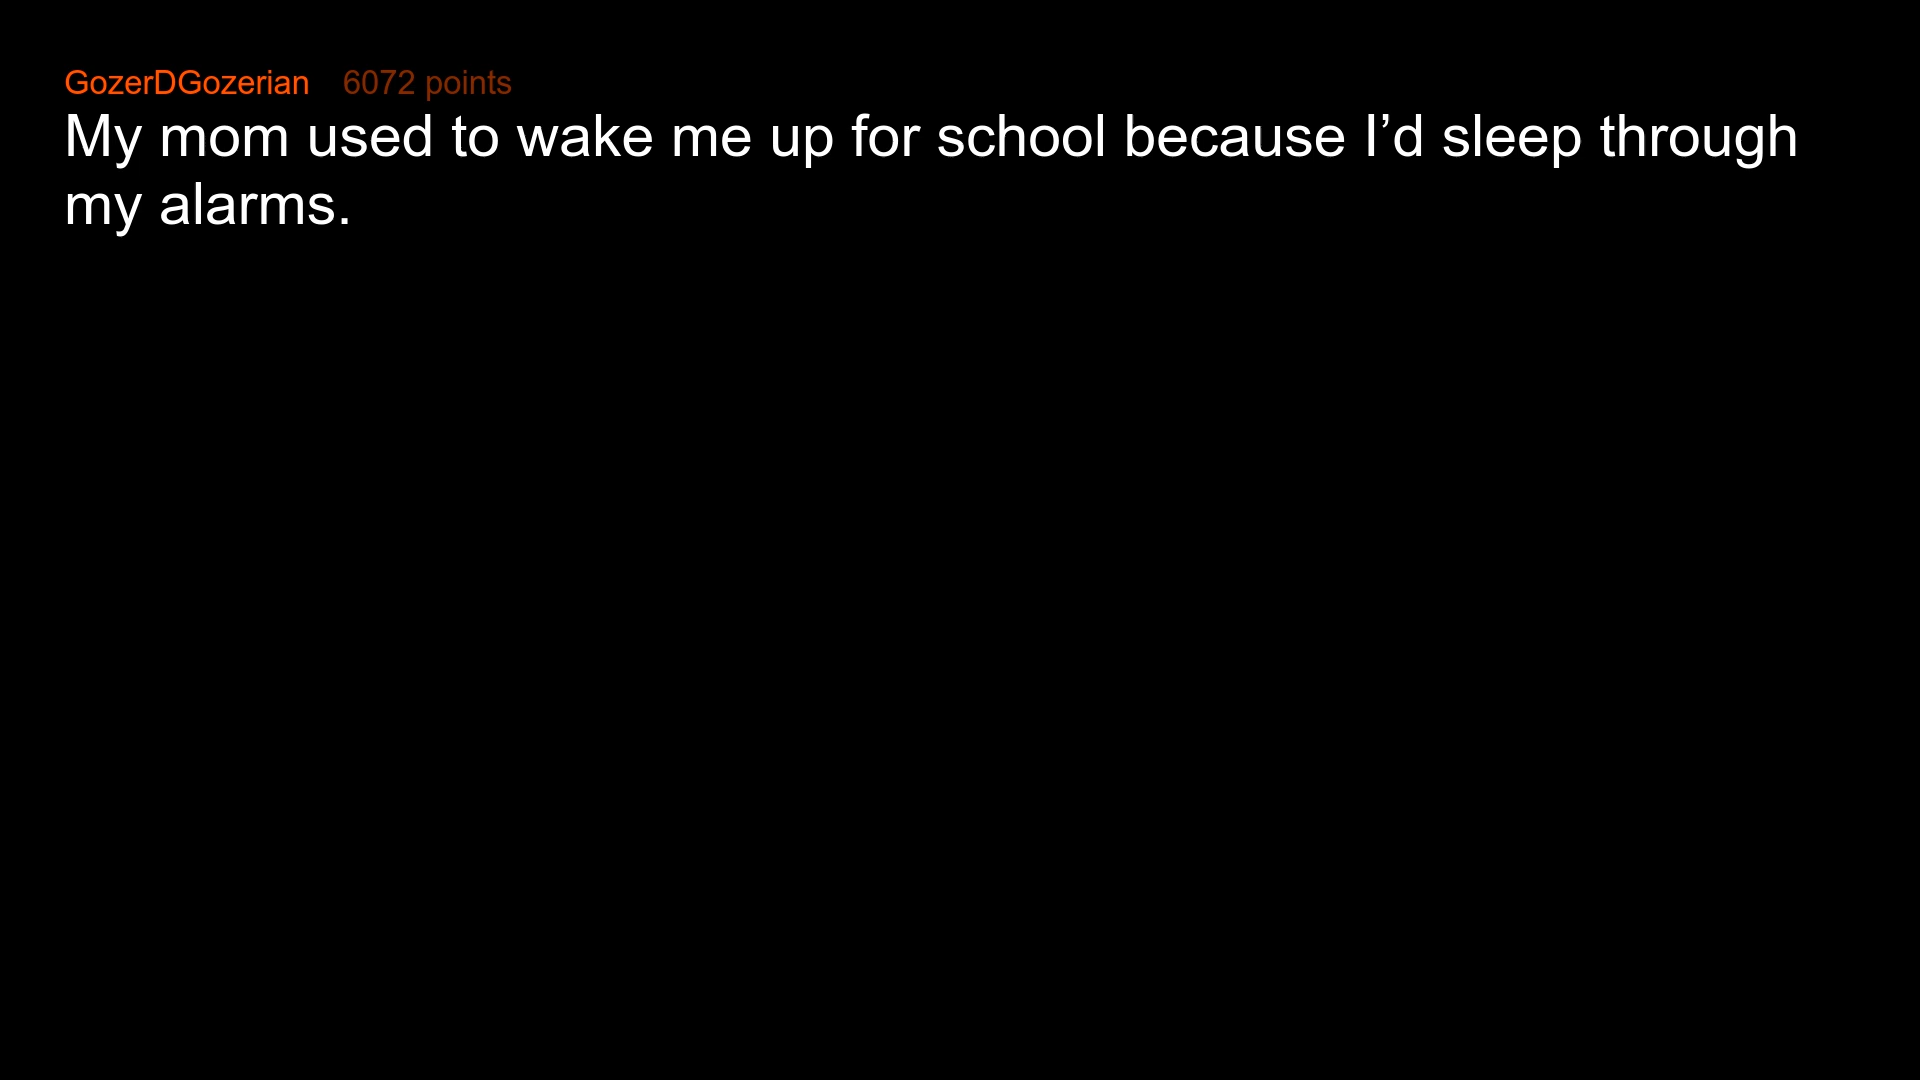 GozerDGozerian 6072 points
My mom used to wake me up for school because I’d sleep through
my alarms.